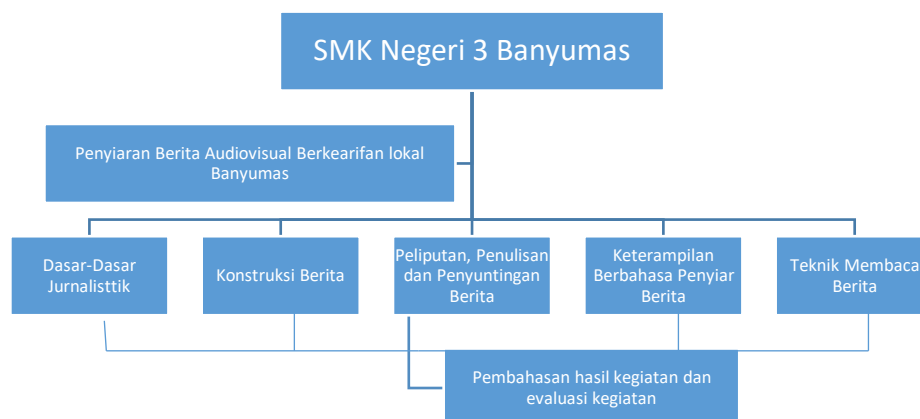 SMK Negeri 3 Banyumas
Penyiaran Berita Audiovisual Berkearifan lokal
Banyumas
Dasar-Dasar
Jurnalisttik
Konstruksi Berita
Peliputan, Penulisan
dan Penyuntingan
Berita
Keterampilan
Berbahasa Penyiar
Berita
Teknik Membaca
Berita
Pembahasan hasil kegiatan dan
evaluasi kegiatan